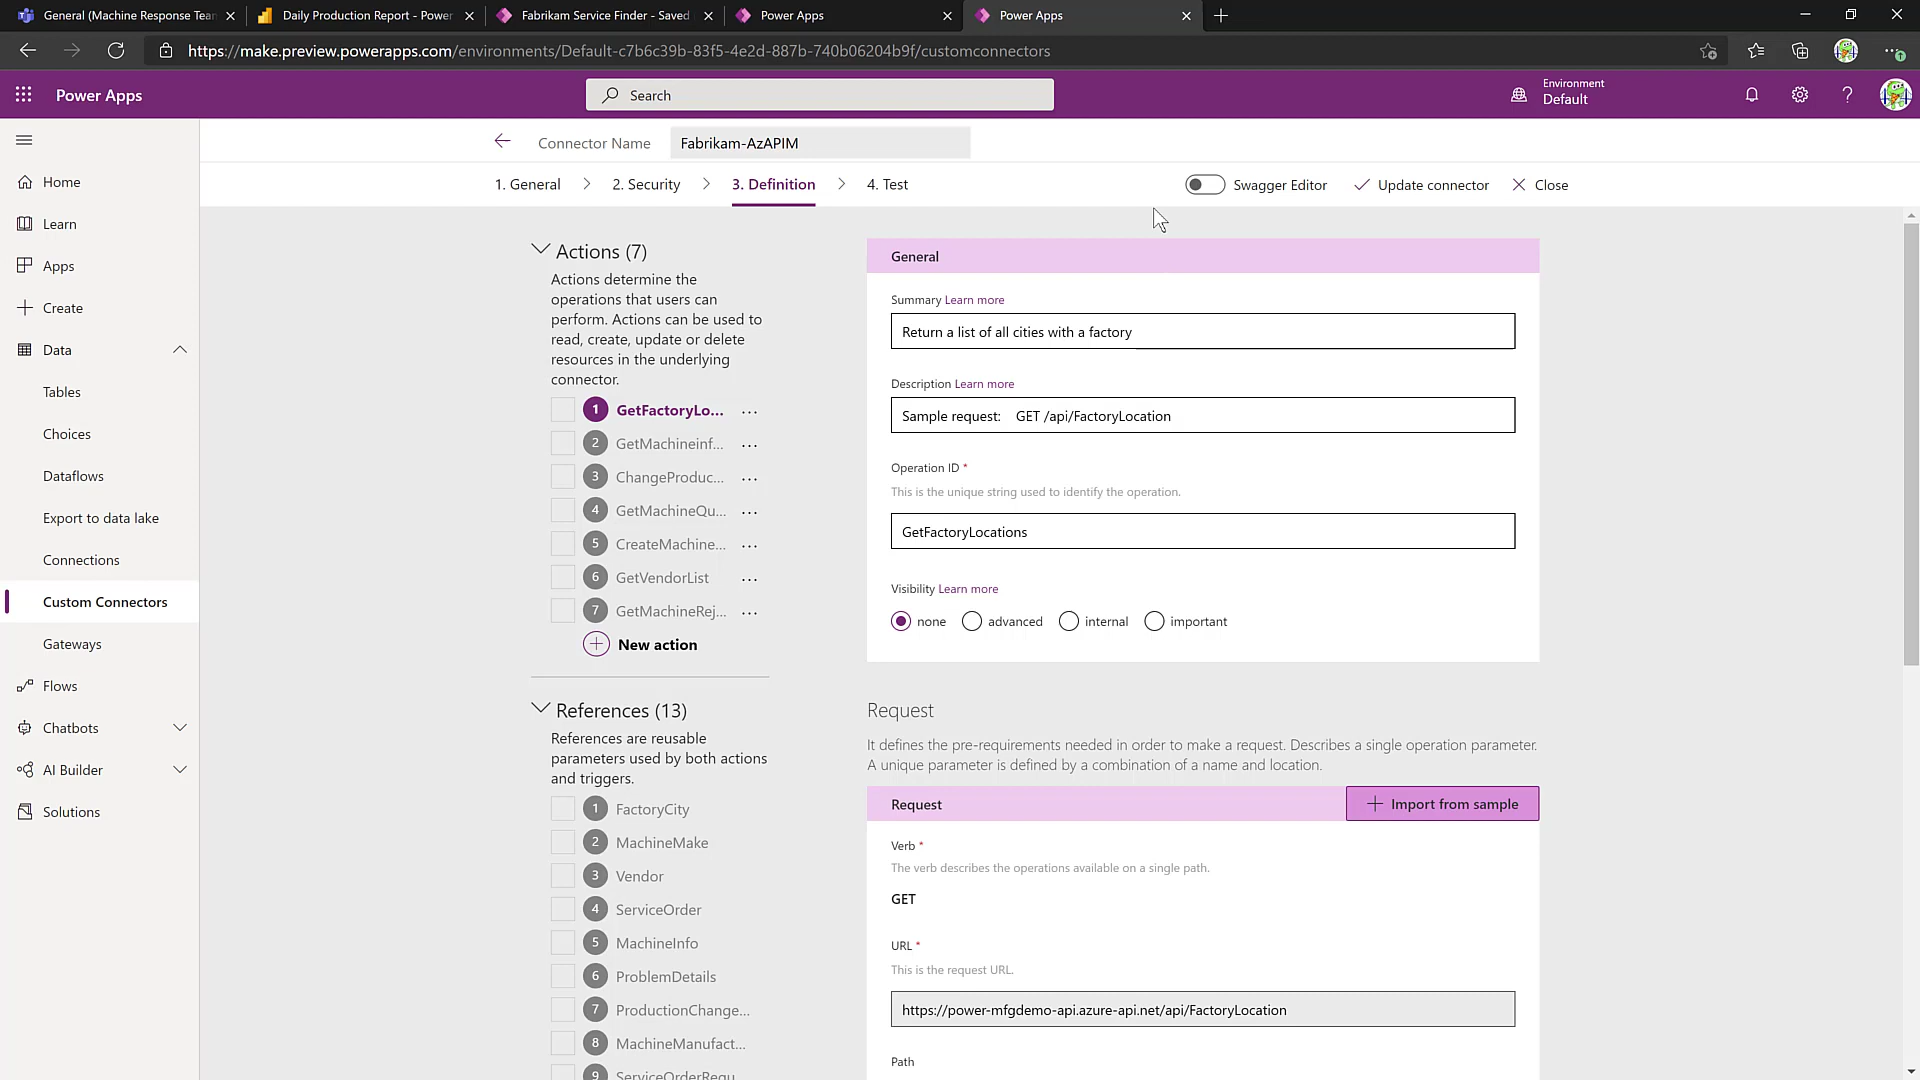 General (Machine Response Tean
Daily Production Report - Power
Fabrikam Service Finder - Saved
Power Apps
Power Apps
https://make.preview.powerapps.com/environments/Default-c7b6c39b-83f5-4e2d-887b-740b06204b9f/customconnectors
Power Apps
Search
Environment
Default
Connector Name
Fabrikam-AzAPIM
1. General
2. Security
3. Definition
4. Test
Swagger Editor
Update connector
Close
Home
Learn
Apps
Create
Data
Tables
Choices
Dataflows
Export to data lake
Connections
Custom Connectors
Gateways
Flows
Chatbots
AI Builder
Solutions
Actions (7)
Actions determine the
operations that users can
perform. Actions can be used to
read, create, update or delete
resources in the underlying
connector.
1 GetFactoryLo... ...
2 GetMachineinf... ...
3 ChangeProduc... ...
4 GetMachineQu... ...
5 CreateMachine... ...
6 GetVendorList ...
7 GetMachineRej... ...
New action
References (13)
References are reusable
parameters used by both actions
and triggers.
1 FactoryCity
2 MachineMake
3 Vendor
4 ServiceOrder
5 MachineInfo
6 ProblemDetails
7 ProductionChange...
8 MachineManufact...
9 ServiceOrderRequ
General
Summary Learn more
Return a list of all cities with a factory
Description Learn more
Sample request: GET /api/FactoryLocation
Operation ID *
This is the unique string used to identify the operation.
GetFactoryLocations
Visibility Learn more
none advanced internal important
Request
It defines the pre-requirements needed in order to make a request. Describes a single operation parameter.
A unique parameter is defined by a combination of a name and location.
Request
Import from sample
Verb *
The verb describes the operations available on a single path.
GET
URL *
This is the request URL.
https://power-mfgdemo-api.azure-api.net/api/FactoryLocation
Path